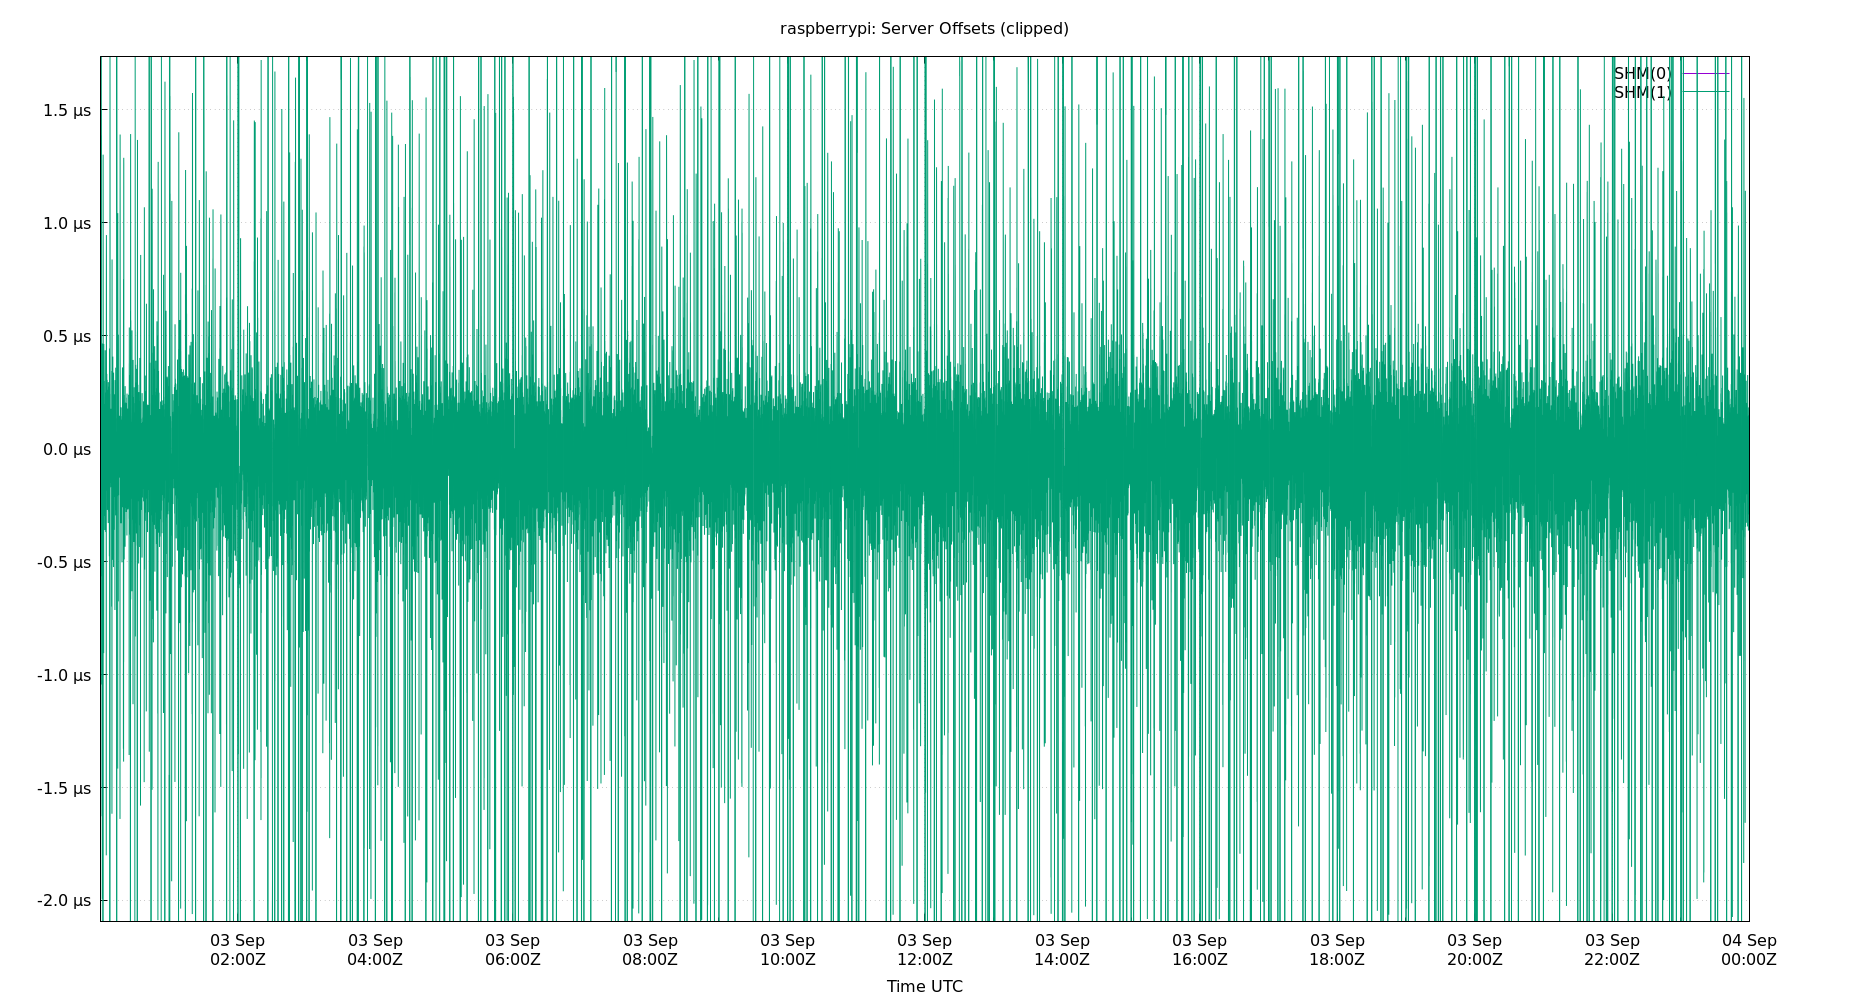 raspberrypi: Server Offsets (clipped)
SHM(0)
SHM(1)
1.5 µs
1.0 µs
0.5 µs
0.0 µs
-0.5 µs
-1.0 µs
-1.5 µs
-2.0 µs
03 Sep 03 Sep 03 Sep 03 Sep 03 Sep 03 Sep 03 Sep 03 Sep 03 Sep 03 Sep 03 Sep 04 Sep
02:00Z 04:00Z 06:00Z 08:00Z 10:00Z 12:00Z 14:00Z 16:00Z 18:00Z 20:00Z 22:00Z 00:00Z
Time UTC